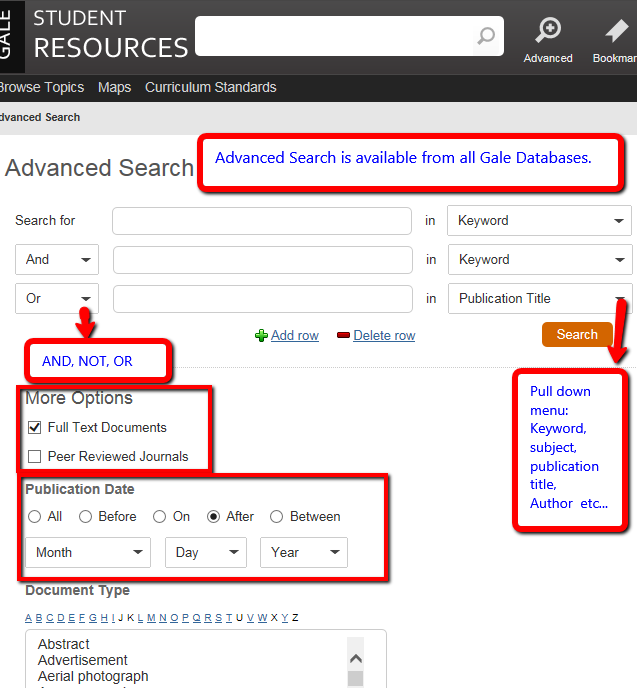 GALE
STUDENT
RESOURCES
Advanced
Bookmar
Browse Topics Maps Curriculum Standards
dvanced Search
Advanced Search
Advanced Search is available from all Gale Databases.
Search for in Keyword
And in Keyword
Or in Publication Title
Add row Delete row Search
AND, NOT, OR
Pull down
menu:
Keyword,
subject,
publication
title,
Author etc...
More Options
Full Text Documents
Peer Reviewed Journals
Publication Date
All Before On After Between
Month Day Year
Document Type
A B C D E F G H I J K L M N O P Q R S T U V W X Y Z
Abstract
Advertisement
Aerial photograph